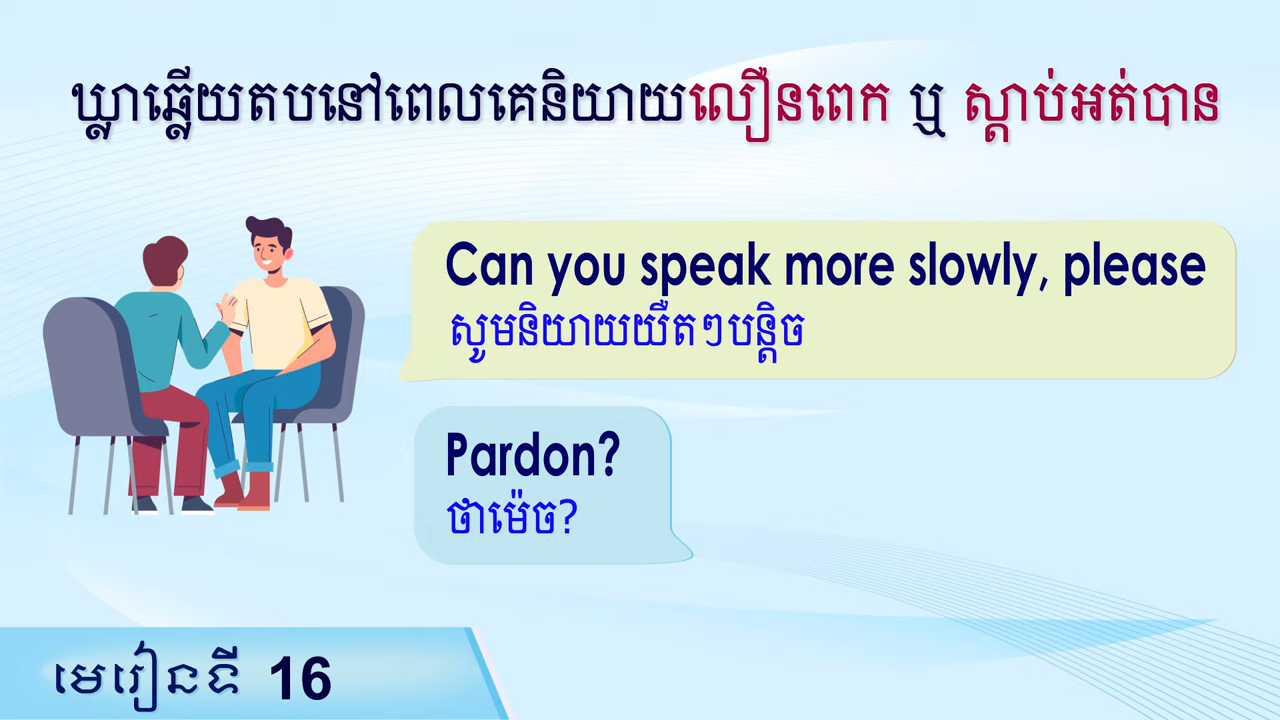 ឃ្លាឆ្លើយតបនៅពេលគេនិយាយលឿនពេក ឬ ស្ដាប់អត់បាន
Can you speak more slowly, please
សូមនិយាយយឺតៗបន្តិច
Pardon?
ថាម៉េច?
មេរៀនទី 16